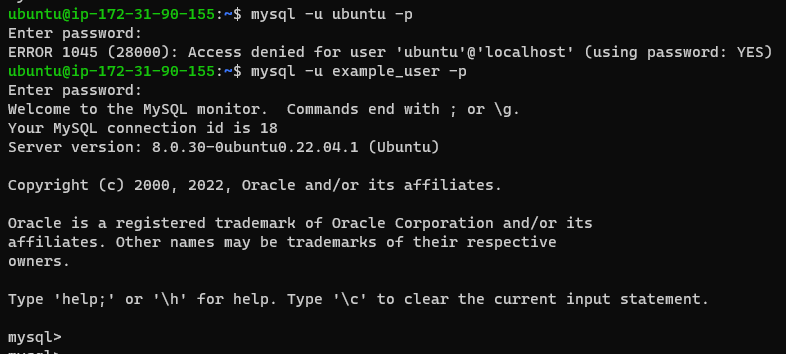 ubuntu@ip-172-31-90-155:~$ mysql -u ubuntu -p
Enter password:
ERROR 1045 (28000): Access denied for user 'ubuntu'@'localhost' (using password: YES)
ubuntu@ip-172-31-90-155:~$ mysql -u example_user -p
Enter password:
Welcome to the MySQL monitor.  Commands end with ; or \g.
Your MySQL connection id is 18
Server version: 8.0.30-0ubuntu0.22.04.1 (Ubuntu)
Copyright (c) 2000, 2022, Oracle and/or its affiliates.
Oracle is a registered trademark of Oracle Corporation and/or its
affiliates. Other names may be trademarks of their respective
owners.
Type 'help;' or '\h' for help. Type '\c' to clear the current input statement.
mysql>
mysql>